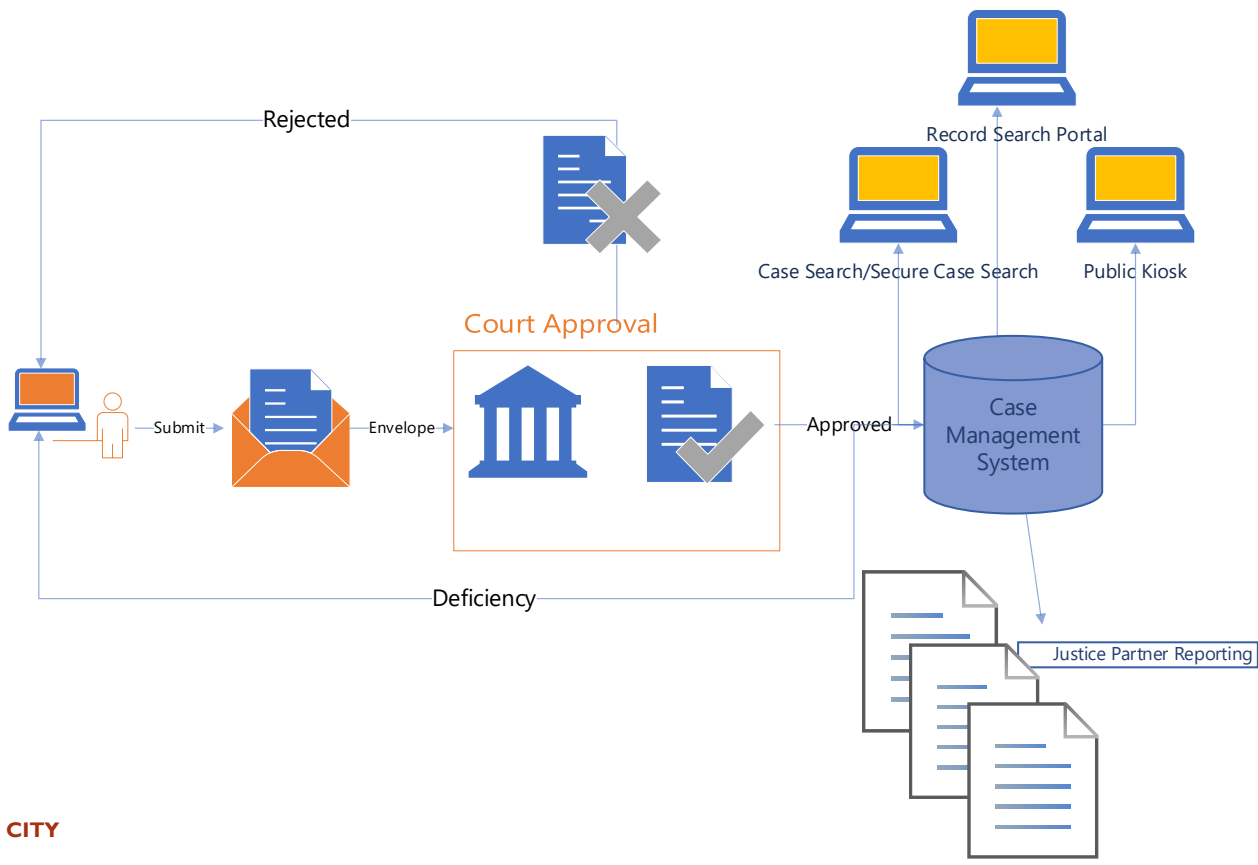 Rejected
Record Search Portal
Case Search/Secure Case Search
Public Kiosk
Court Approval
Submit
Envelope
Approved
Case
Management
System
Deficiency
Justice Partner Reporting
CITY